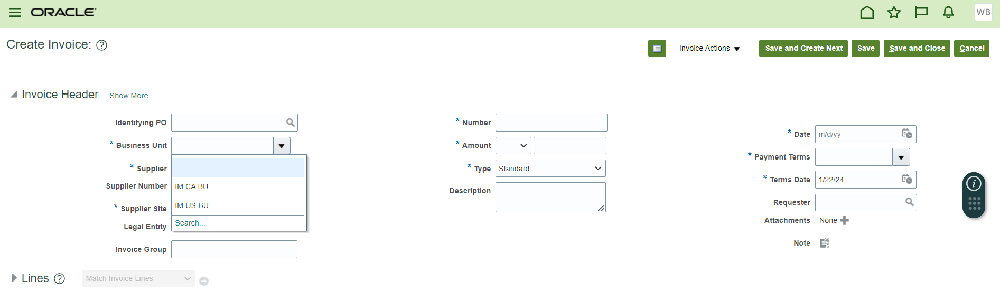 ORACLE
WB
Create Invoice: ?
Invoice Actions
Save and Create Next
Save
Save and Close
Cancel
Invoice Header Show More
Identifying PO
* Business Unit
* Supplier
Supplier Number
* Supplier Site
Legal Entity
Invoice Group
IM CA BU
IM US BU
Search...
* Number
* Amount
* Type Standard
Description
* Date m/d/yy
* Payment Terms
* Terms Date 1/22/24
Requester
Attachments None
Note
i
Lines ? Match Invoice Lines